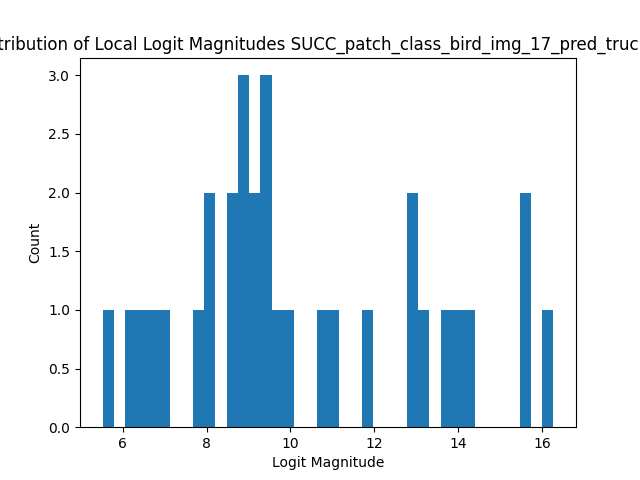 tribution of Local Logit Magnitudes SUCC_patch_class_bird_img_17_pred_truc
3.0
2.5
2.0
1.5
1.0
0.5
0.0
Count
6 8 10 12 14 16
Logit Magnitude